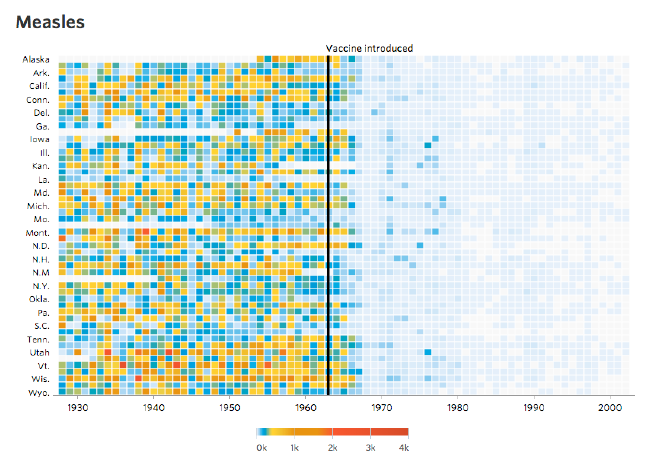 Measles
Vaccine introduced
Alaska
Ark.
Calif.
Conn.
Del.
Ga.
Iowa
Ill.
Kan.
La.
Md.
Mich.
Mo.
Mont.
N.D.
N.H.
N.M
N.Y.
Okla.
Pa.
S.C.
Tenn.
Utah
Vt.
Wis.
Wyo.
1930 1940 1950 1960 1970 1980 1990 2000
0k 1k 2k 3k 4k